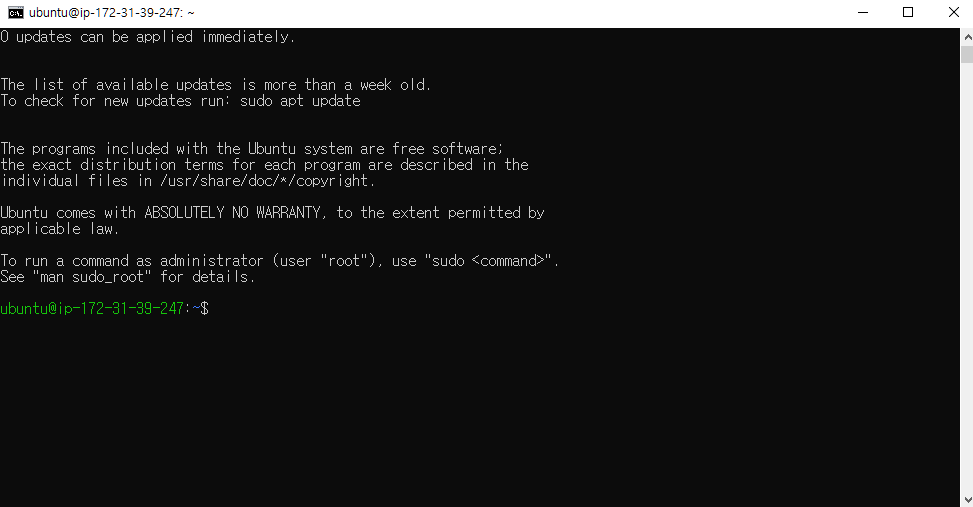 ubuntu@ip-172-31-39-247: ~
0 updates can be applied immediately.
The list of available updates is more than a week old.
To check for new updates run: sudo apt update
The programs included with the Ubuntu system are free software;
the exact distribution terms for each program are described in the
individual files in /usr/share/doc/*/copyright.
Ubuntu comes with ABSOLUTELY NO WARRANTY, to the extent permitted by
applicable law.
To run a command as administrator (user "root"), use "sudo <command>".
See "man sudo_root" for details.
ubuntu@ip-172-31-39-247:~$